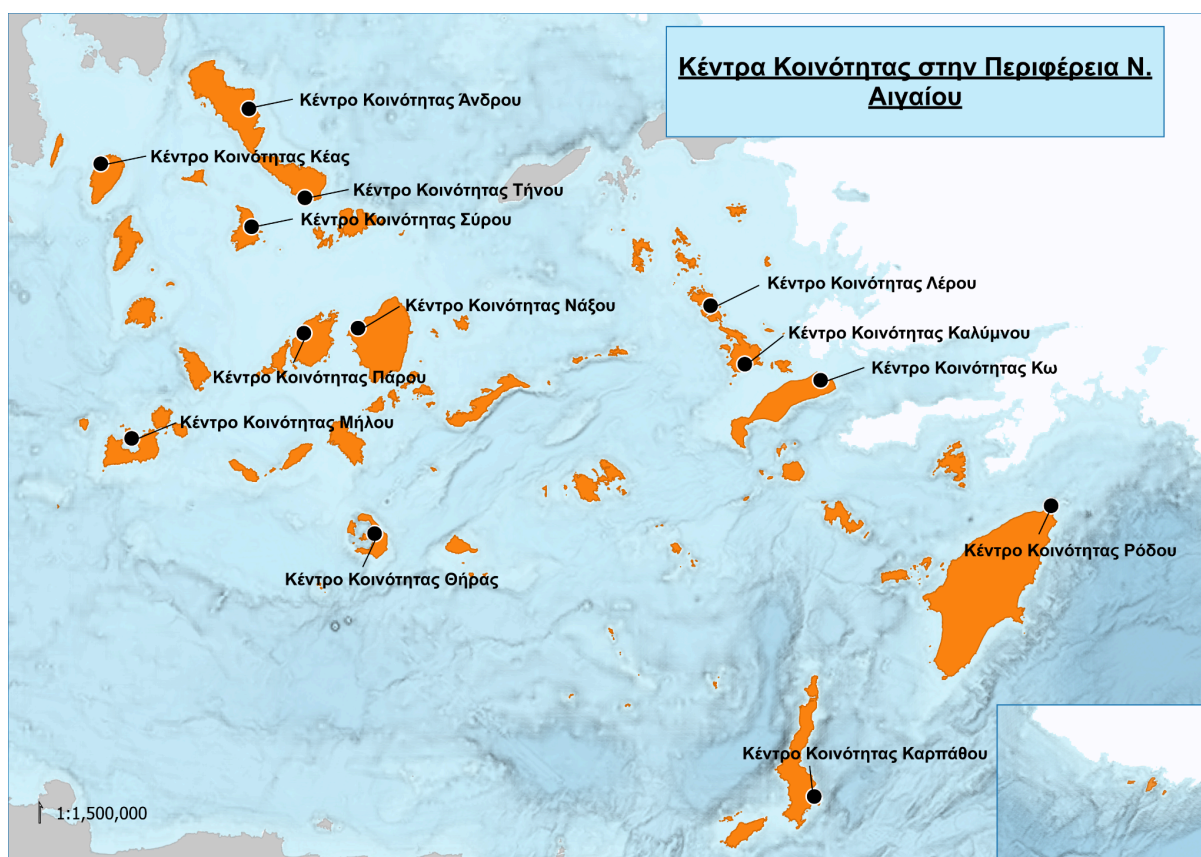 Κέντρα Κοινότητας στην Περιφέρεια Ν.
Αιγαίου
Κέντρο Κοινότητας Άνδρου
Κέντρο Κοινότητας Κέας
Κέντρο Κοινότητας Τήνου
Κέντρο Κοινότητας Σύρου
Κέντρο Κοινότητας Λέρου
Κέντρο Κοινότητας Νάξου
Κέντρο Κοινότητας Καλύμνου
Κέντρο Κοινότητας Κω
Κέντρο Κοινότητας Πάρου
Κέντρο Κοινότητας Μήλου
Κέντρο Κοινότητας Ρόδου
Κέντρο Κοινότητας Θήρας
Κέντρο Κοινότητας Καρπάθου
1:1,500,000